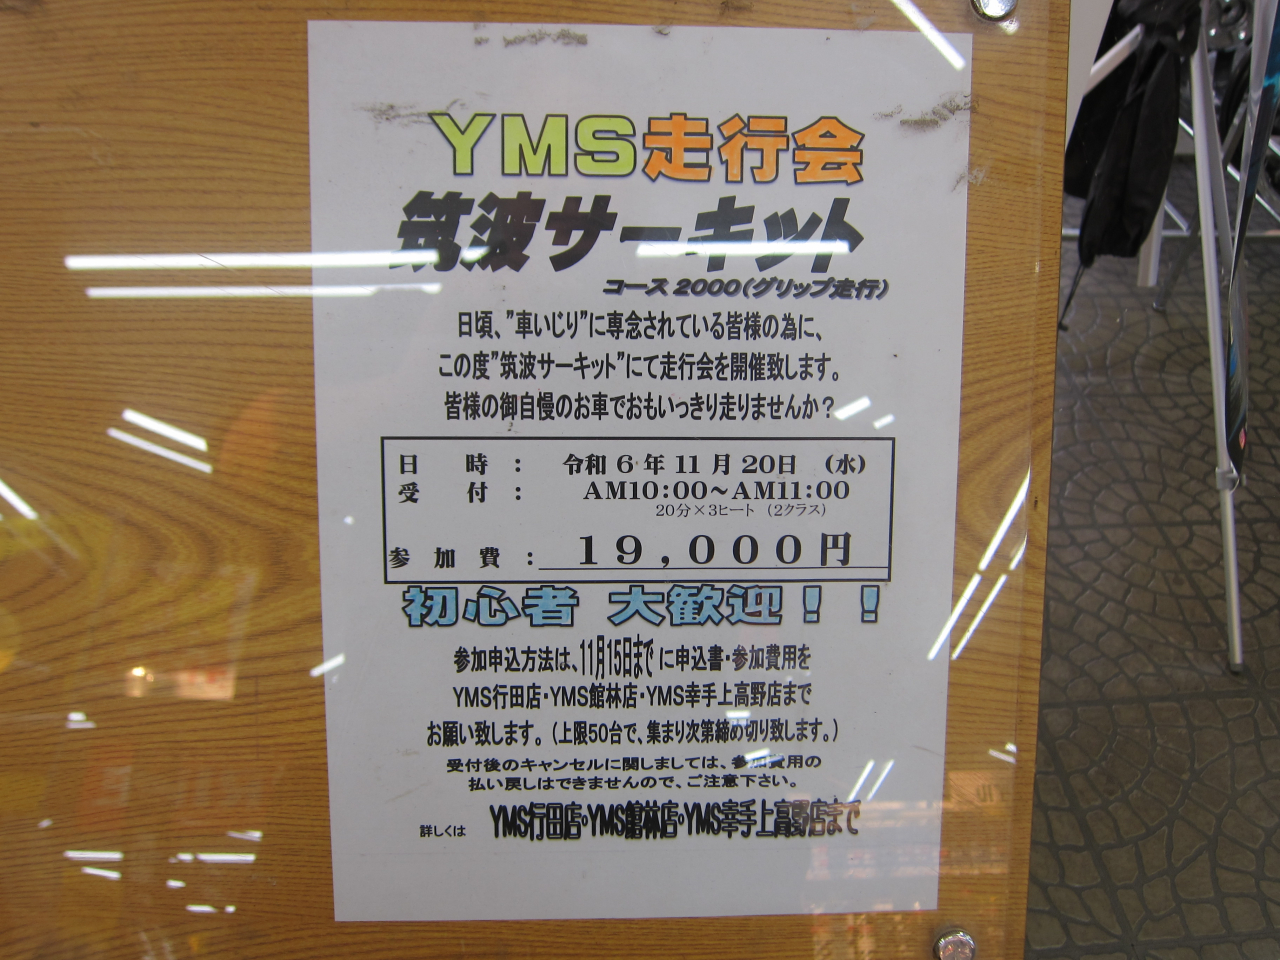 YMS走行会
筑波サーキット
コース2000(グリップ走行)
日頃、"車いじり"に専念されている皆様の為に、
この度"筑波サーキット"にて走行会を開催致します。
皆様の御自慢のお車でおもいっきり走りませんか?
日 時 : 令和 6 年 11 月 20日 (水)
受 付 : AM10:00〜AM11:00
20分×3ヒート (2クラス)
参 加 費 : 19,000円
初心者 大歓迎!!
参加申込方法は、11月15日までに申込書・参加費用を
YMS行田店・YMS館林店・YMS幸手上高野店まで
お願い致します。(上限50台で、集まり次第締め切り致します。)
受付後のキャンセルに関しましては、参加費用の
払い戻しはできませんので、ご注意下さい。
詳しくは YMS行田店・YMS館林店・YMS幸手上高野店まで